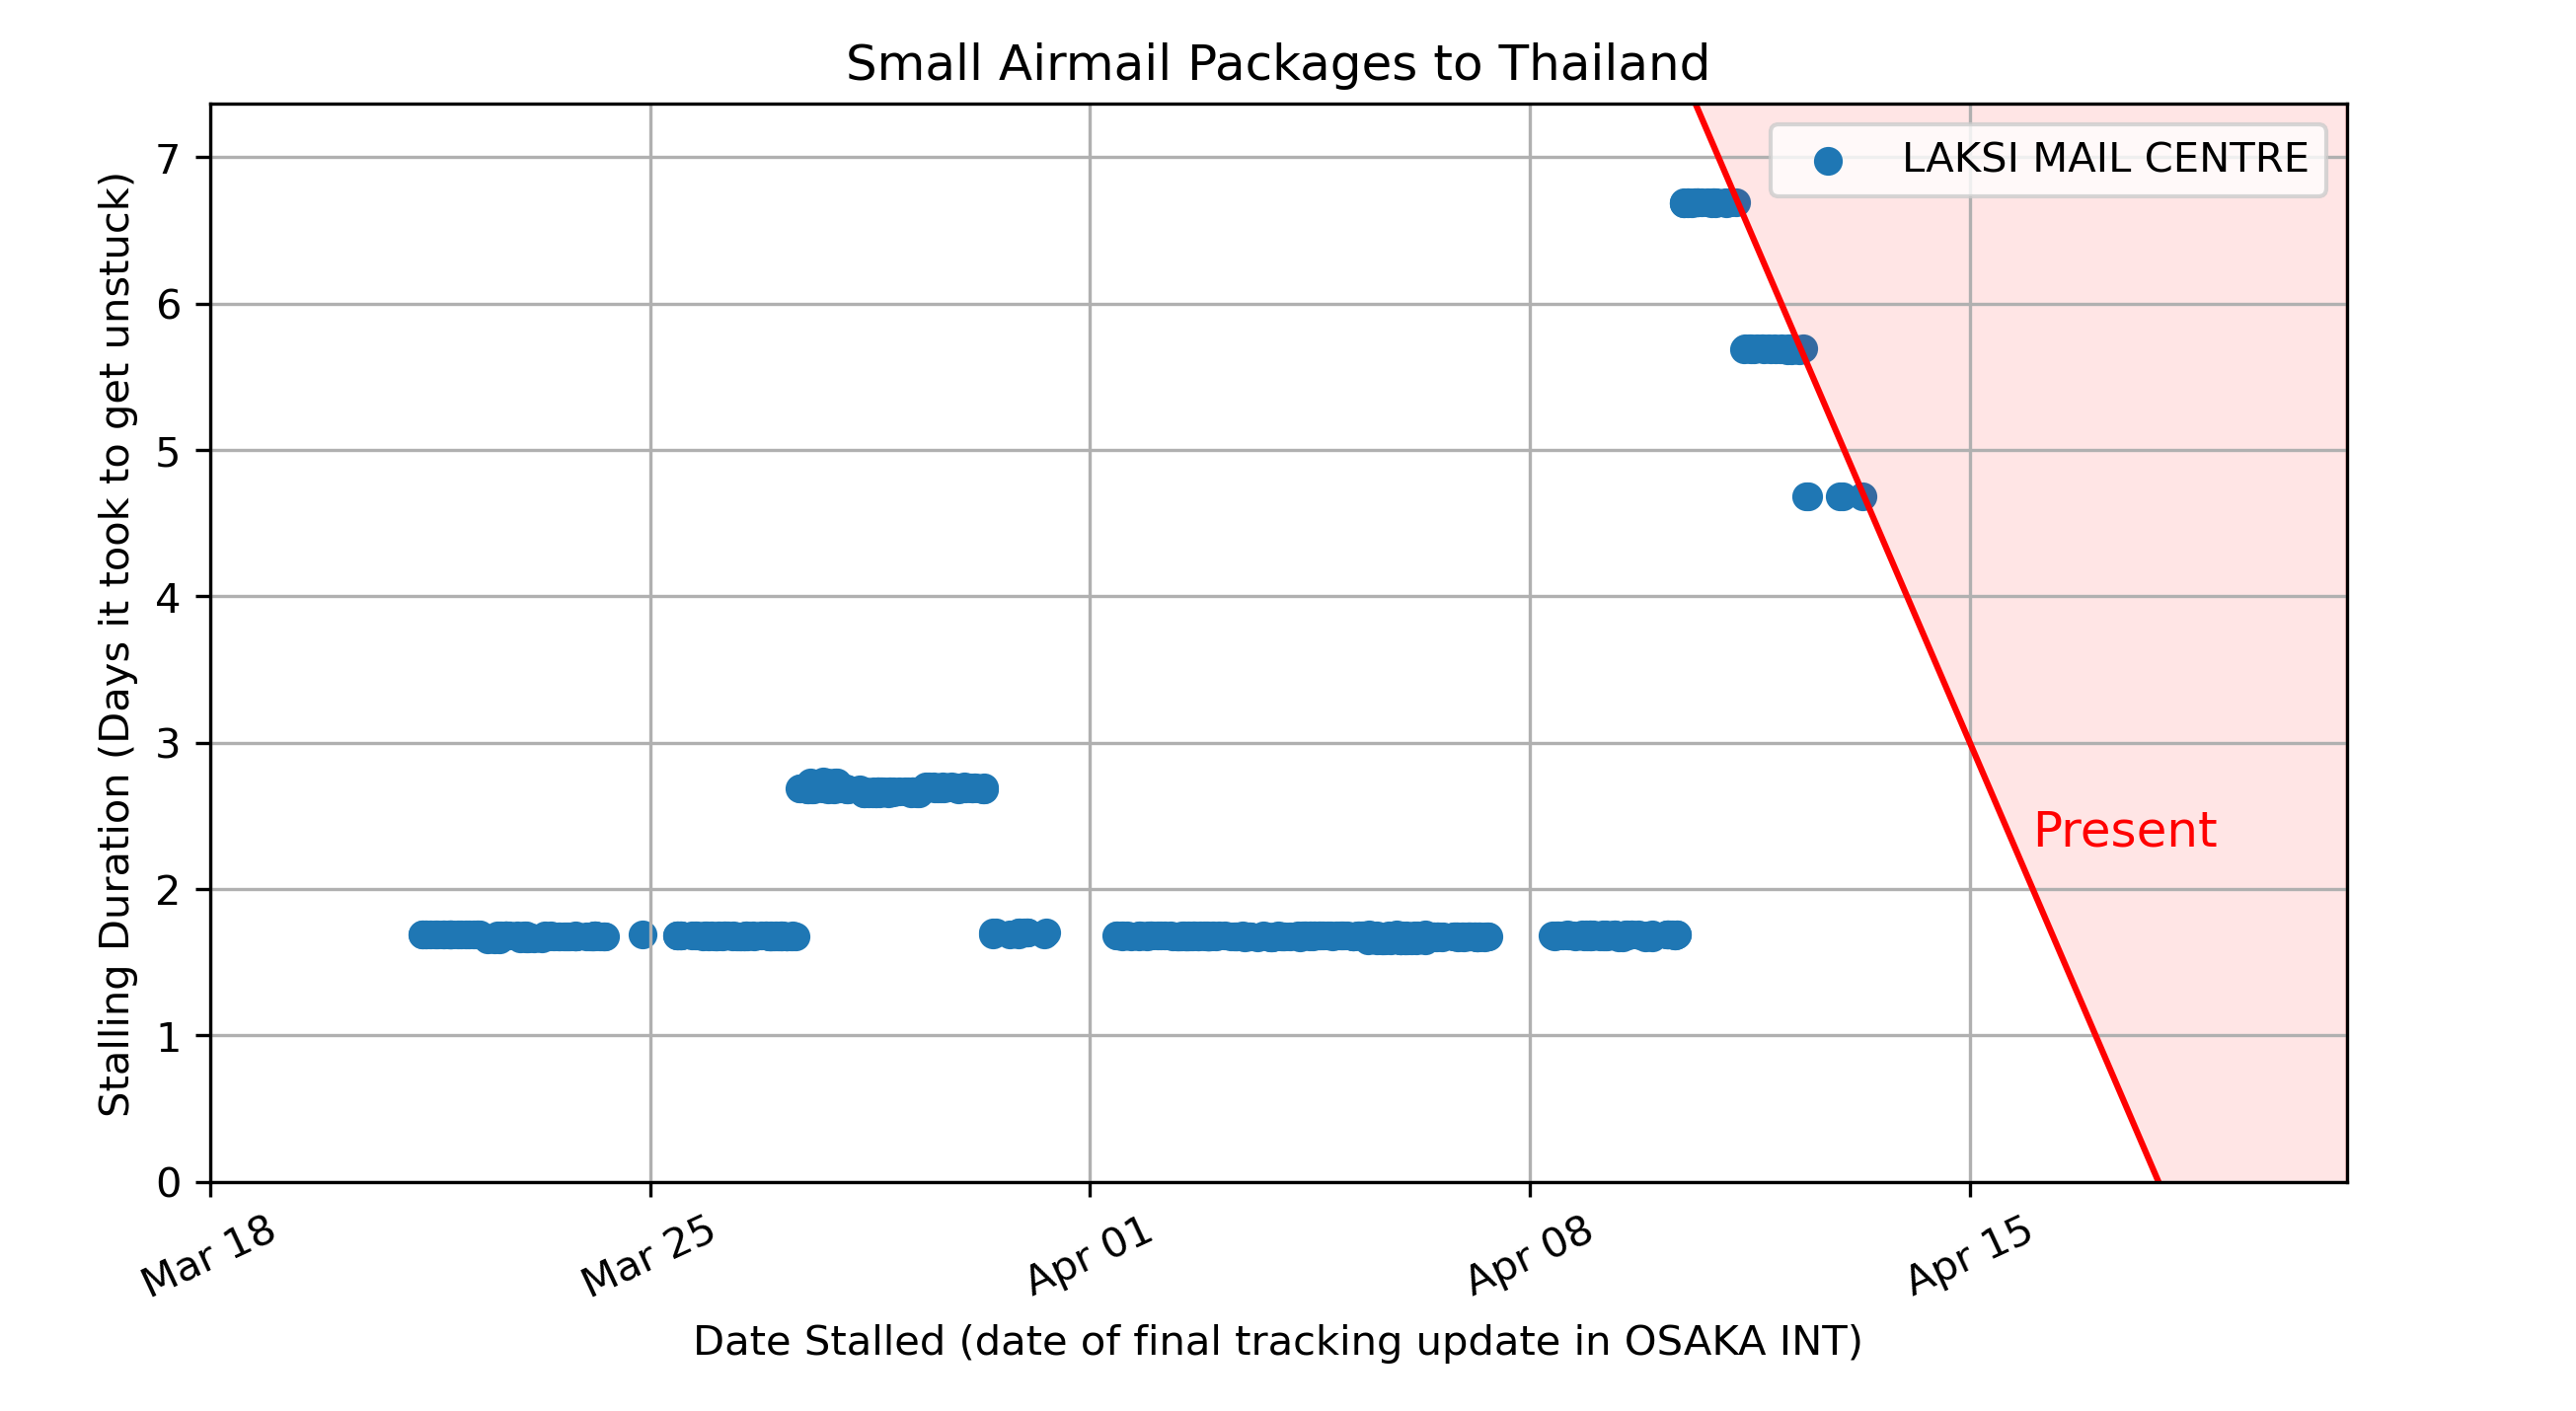 Small Airmail Packages to Thailand
LAKSI MAIL CENTRE
Stalling Duration (Days it took to get unstuck)
7
6
5
4
3
2
1
0
Present
Mar 18
Mar 25
Apr 01
Apr 08
Apr 15
Date Stalled (date of final tracking update in OSAKA INT)